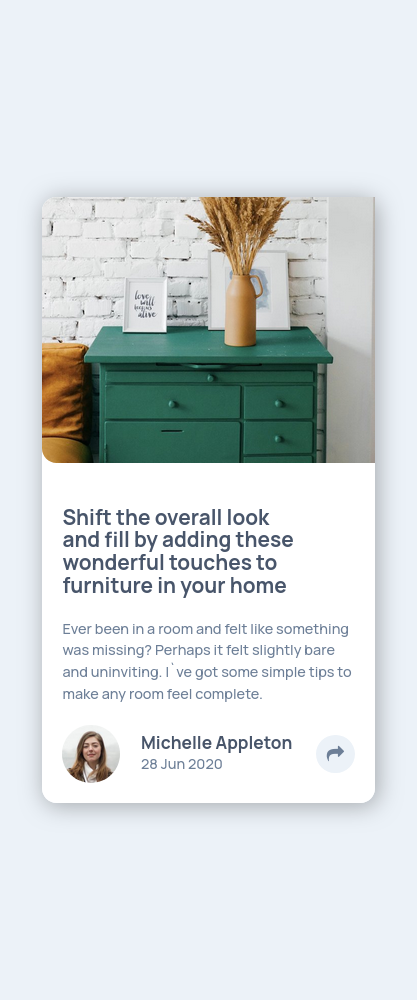 love
will
keep us
alive
Shift the overall look
and fill by adding these
wonderful touches to
furniture in your home
Ever been in a room and felt like something
was missing? Perhaps it felt slightly bare
and uninviting. I`ve got some simple tips to
make any room feel complete.
Michelle Appleton
28 Jun 2020